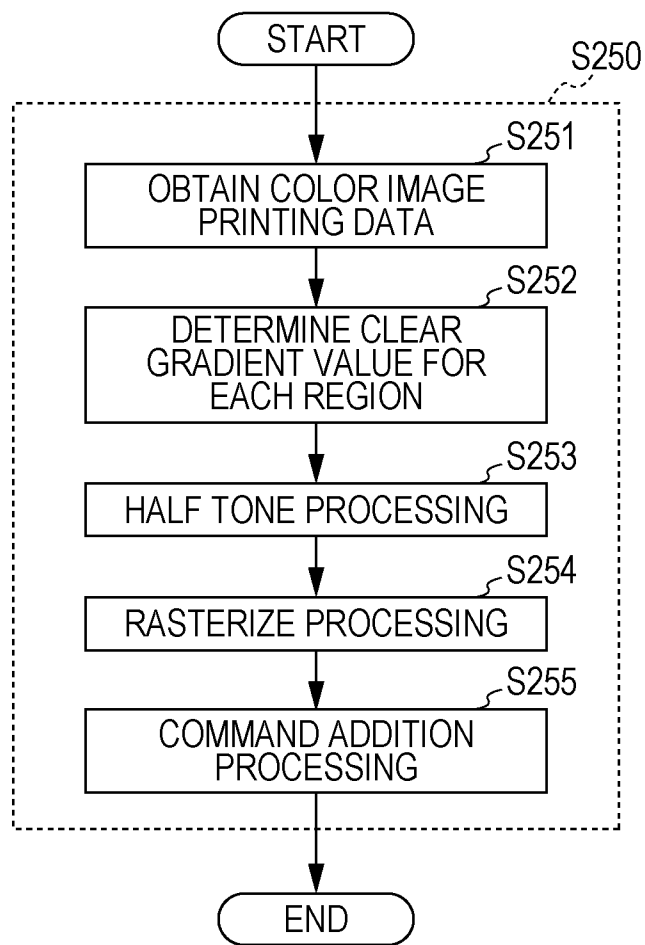 START
S250
S251
OBTAIN COLOR IMAGE
PRINTING DATA
S252
DETERMINE CLEAR
GRADIENT VALUE FOR
EACH REGION
S253
HALF TONE PROCESSING
S254
RASTERIZE PROCESSING
S255
COMMAND ADDITION
PROCESSING
END